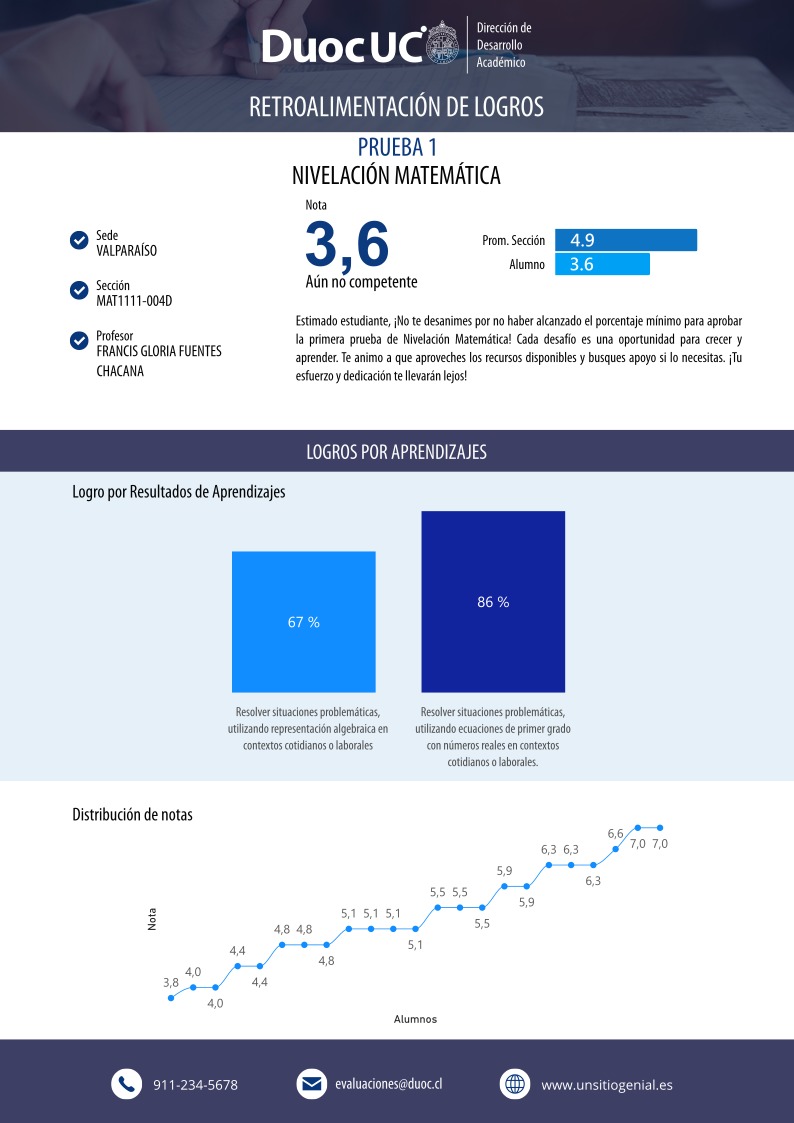 Duoc UC
Dirección de
Desarrollo
Académico
RETROALIMENTACIÓN DE LOGROS
PRUEBA 1
NIVELACIÓN MATEMÁTICA
Sede
VALPARAÍSO
Sección
MAT1111-004D
Profesor
FRANCIS GLORIA FUENTES
CHACANA
Nota
3,6
Aún no competente
Prom. Sección 4.9
Alumno 3.6
Estimado estudiante, ¡No te desanimes por no haber alcanzado el porcentaje mínimo para aprobar
la primera prueba de Nivelación Matemática! Cada desafío es una oportunidad para crecer y
aprender. Te animo a que aproveches los recursos disponibles y busques apoyo si lo necesitas. ¡Tu
esfuerzo y dedicación te llevarán lejos!
LOGROS POR APRENDIZAJES
Logro por Resultados de Aprendizajes
67 %
Resolver situaciones problemáticas,
utilizando representación algebraica en
contextos cotidianos o laborales
86 %
Resolver situaciones problemáticas,
utilizando ecuaciones de primer grado
con números reales en contextos
cotidianos o laborales.
Distribución de notas
Nota
3,8
4,0
4,0
4,4
4,4
4,8 4,8
4,8
5,1 5,1 5,1
5,1
5,5 5,5
5,5
5,9
5,9
6,3 6,3
6,3
6,6
7,0 7,0
Alumnos
911-234-5678
evaluaciones@duoc.cl
www.unsitiogenial.es